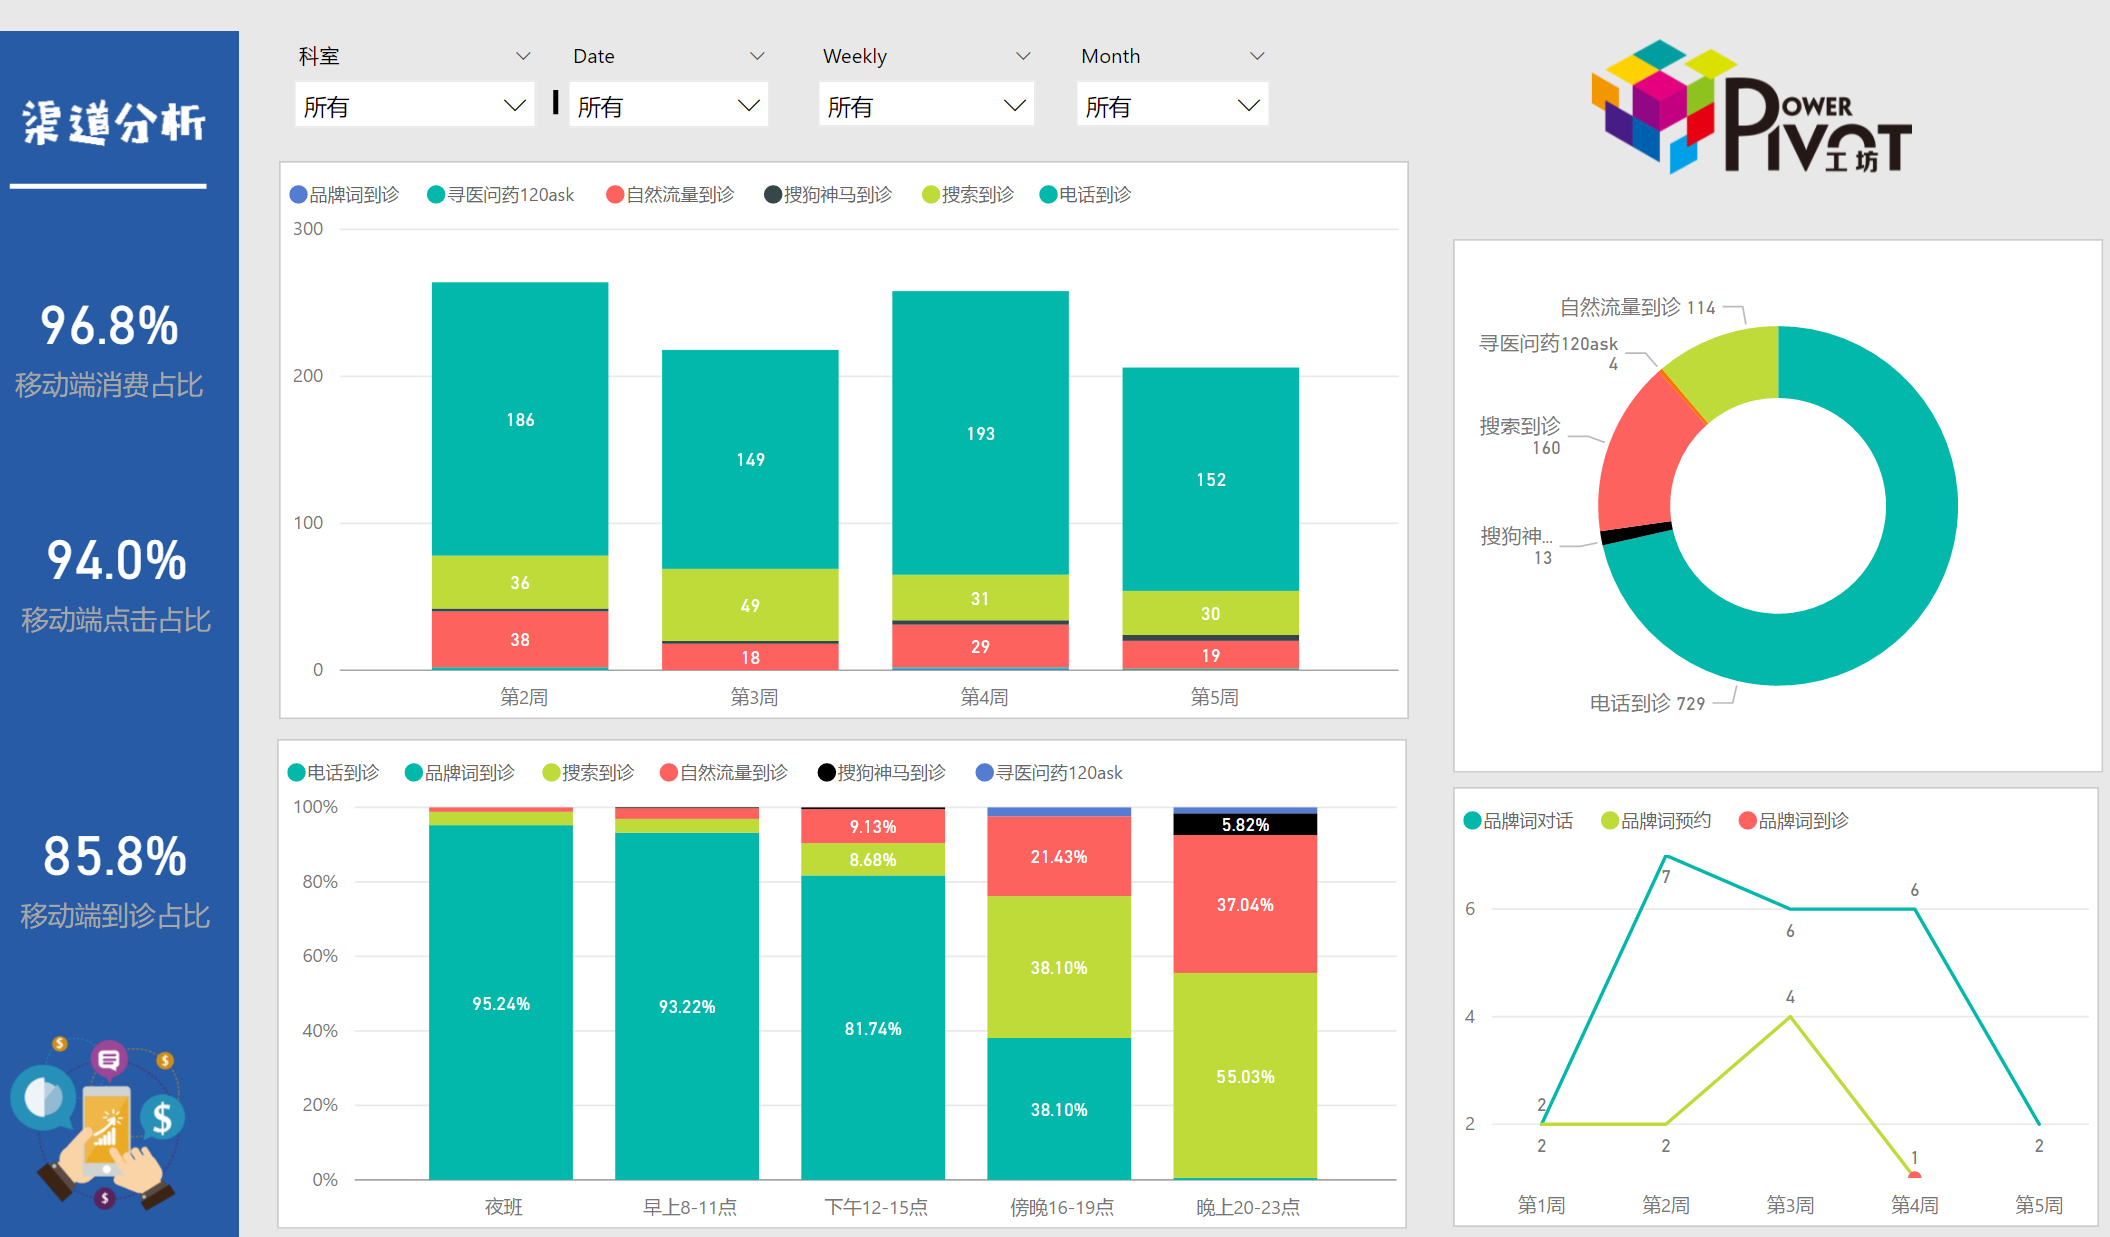 渠道分析
96.8%
移动端消费占比
94.0%
移动端点击占比
85.8%
移动端到诊占比
科室 Date Weekly Month
所有 所有 所有 所有
POWER
PIVOT
工坊
品牌词到诊 寻医问药120ask 自然流量到诊 搜狗神马到诊 搜索到诊 电话到诊
300
200
100
0
186 149 193 152
36 49 31 30
38 18 29 19
第2周 第3周 第4周 第5周
自然流量到诊 114
寻医问药120ask
4
搜索到诊
160
搜狗神...
13
电话到诊 729
电话到诊 品牌词到诊 搜索到诊 自然流量到诊 搜狗神马到诊 寻医问药120ask
100%
80%
60%
40%
20%
0%
95.24%
93.22%
9.13%
8.68%
81.74%
21.43%
38.10%
38.10%
5.82%
37.04%
55.03%
夜班 早上8-11点 下午12-15点 傍晚16-19点 晚上20-23点
品牌词对话 品牌词预约 品牌词到诊
6
4
2
2 7 6 6 2
2 2 4 1
第1周 第2周 第3周 第4周 第5周